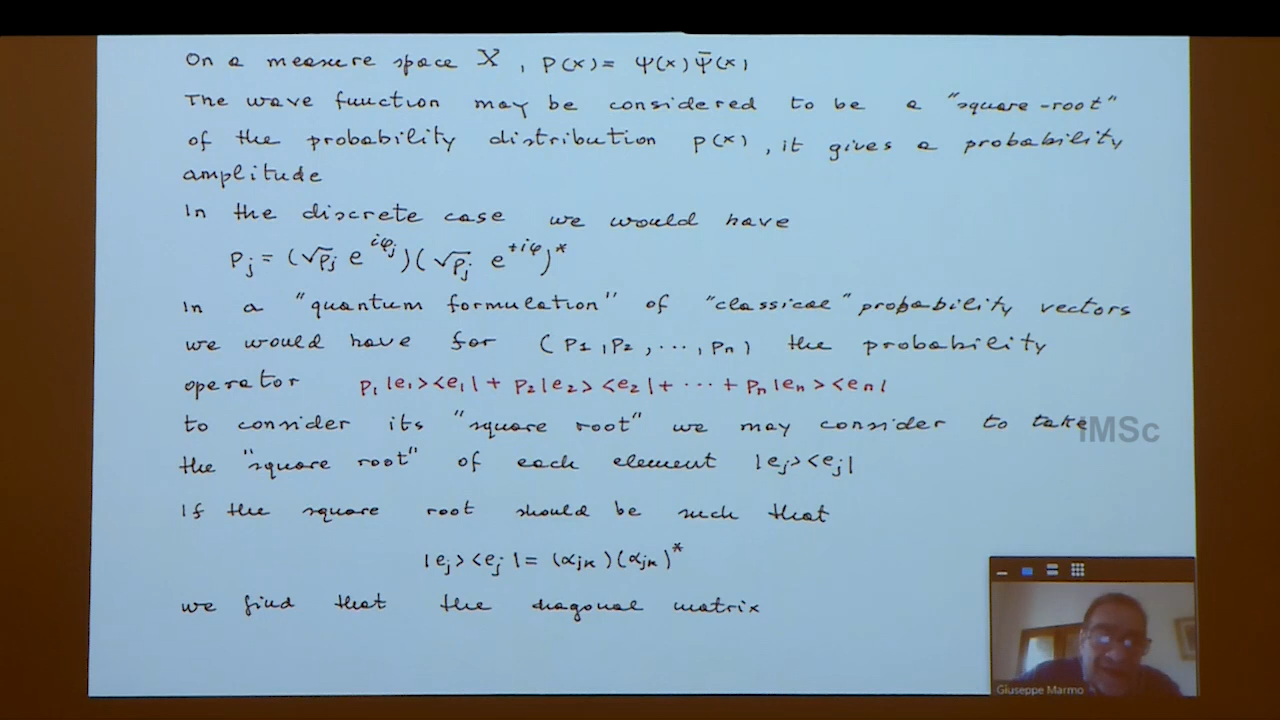 On a measure space X, P(x) = Ψ(x) Ψ̄(x)
The wave function may be considered to be a "square-root"
of the probability distribution p(x), it gives a probability
amplitude
In the discrete case we would have
P_j = (√p_j e^{iφ_j})(√p_j e^{+iφ})^*
In a "quantum formulation" of "classical" probability vectors
we would have for (p1, p2, ..., pn) the probability
operator p1 |e1><e1| + p2 |e2><e2| + ... + pn |en><en|
to consider its "square root" we may consider to take
IMSc
the "square root" of each element |ej><ej|
If the square root should be such that
|ej><ej| = (αjk)(αjk)^*
we find that the diagonal matrix
Giuseppe Marmo